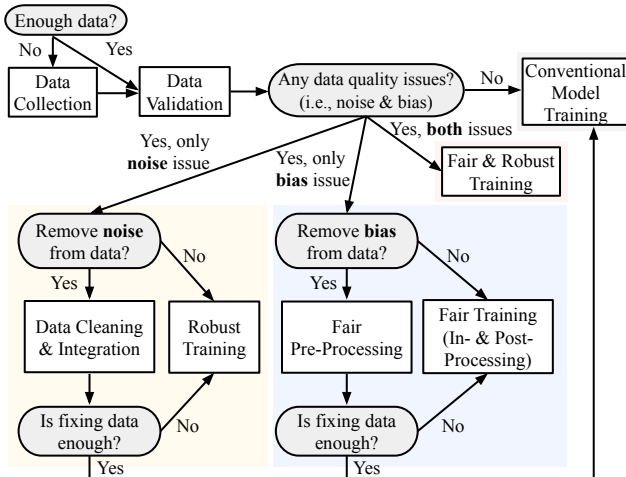 Enough data?
No
Yes
Data
Collection
Data
Validation
Any data quality issues?
(i.e., noise & bias)
No
Conventional
Model
Training
Yes, only
noise issue
Yes, only
bias issue
Yes, both issues
Fair & Robust
Training
Remove noise
from data?
No
Yes
Data Cleaning
& Integration
Robust
Training
Is fixing data
enough?
No
Yes
Remove bias
from data?
No
Yes
Fair
Pre-Processing
Fair Training
(In- & Post-
Processing)
Is fixing data
enough?
No
Yes